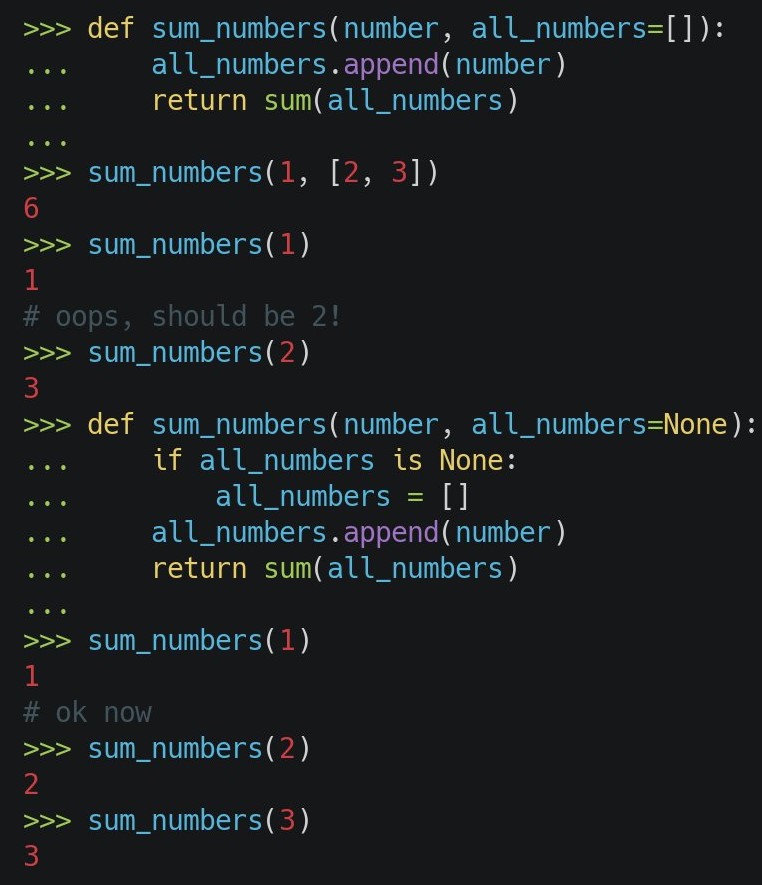 >>> def sum_numbers(number, all_numbers=[]):
...     all_numbers.append(number)
...     return sum(all_numbers)
...
>>> sum_numbers(1, [2, 3])
6
>>> sum_numbers(1)
1
# oops, should be 2!
>>> sum_numbers(2)
3
>>> def sum_numbers(number, all_numbers=None):
...     if all_numbers is None:
...         all_numbers = []
...     all_numbers.append(number)
...     return sum(all_numbers)
...
>>> sum_numbers(1)
1
# ok now
>>> sum_numbers(2)
2
>>> sum_numbers(3)
3